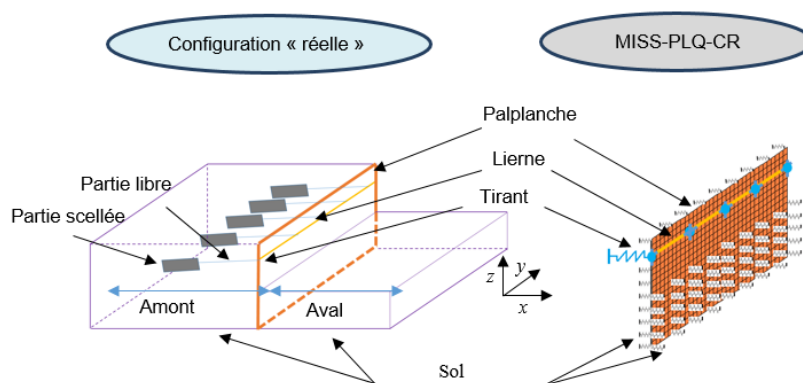 Configuration « réelle »
MISS-PLQ-CR
Palplanche
Lierne
Partie libre
Tirant
Partie scellée
y
z
Amont
Aval
x
Sol